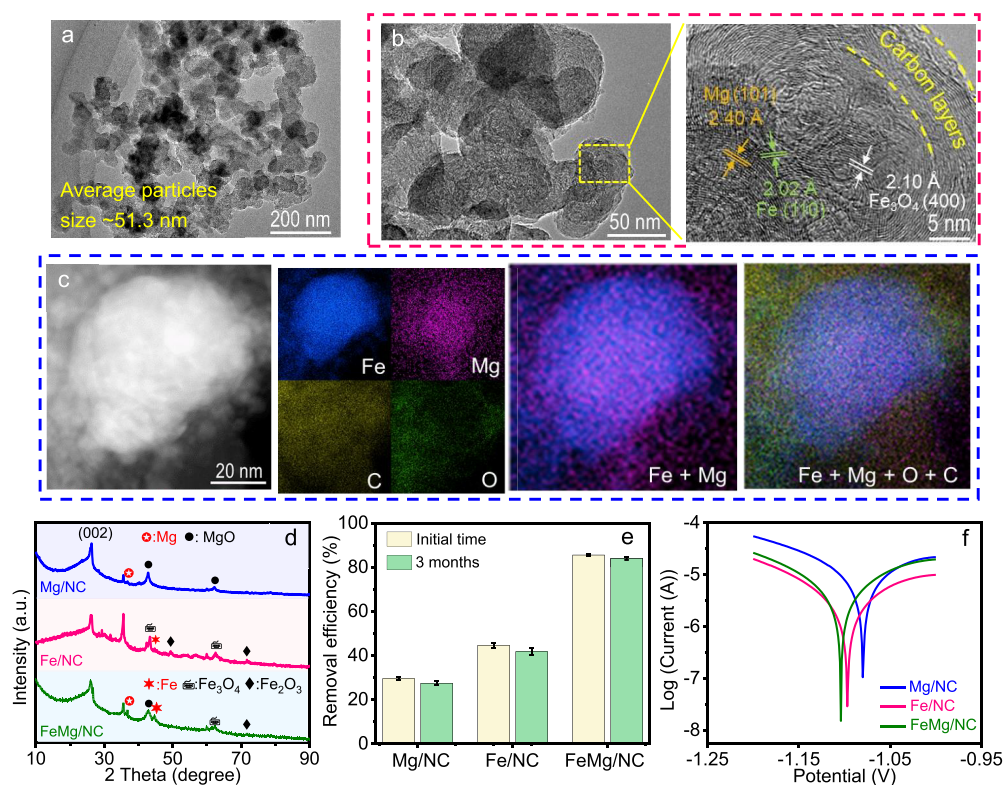 a
Average particles
size ~51.3 nm
200 nm
b
50 nm
Carbon layers
Mg (101)
2.40 Å
2.02 Å
Fe (110)
2.10 Å
Fe₃O₄ (400)
5 nm
c
20 nm
Fe
Mg
C
O
Fe + Mg
Fe + Mg + O + C
d
(002)
:Mg ●: MgO
Mg/NC
Fe/NC
:Fe :Fe₃O₄ ♦:Fe₂O₃
FeMg/NC
10 20 30 40 50 60 70 80 90
2 Theta (degree)
Intensity (a.u.)
e
Initial time
3 months
100
80
60
40
20
0
Mg/NC Fe/NC FeMg/NC
Removal efficiency (%)
f
-4
-5
-6
-7
-8
Mg/NC
Fe/NC
FeMg/NC
-1.25 -1.15 -1.05 -0.95
Potential (V)
Log (Current (A))